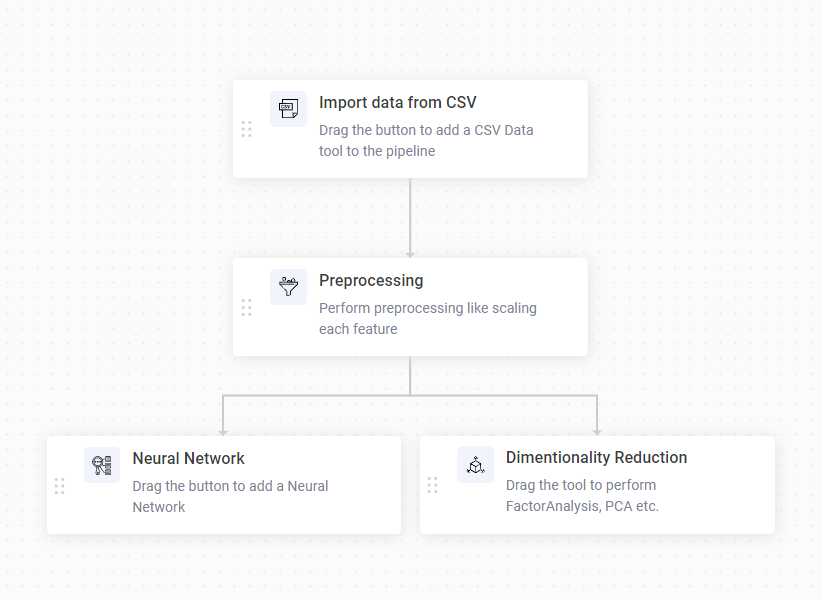 Import data from CSV
CSV
Drag the button to add a CSV Data
tool to the pipeline
Preprocessing
Perform preprocessing like scaling
each feature
Neural Network
Drag the button to add a Neural
Network
Dimentionality Reduction
Drag the tool to perform
FactorAnalysis, PCA etc.